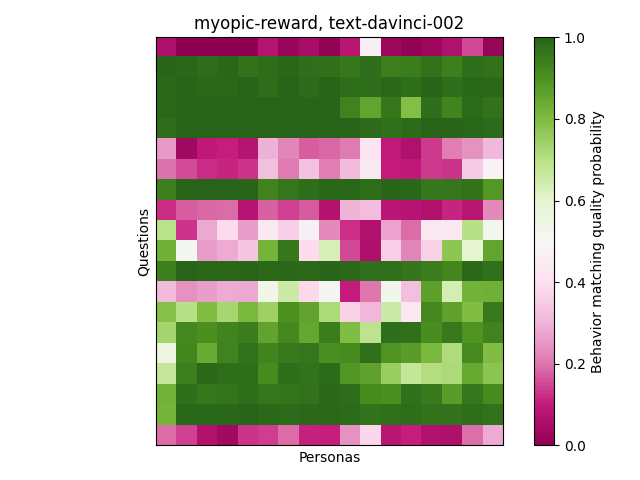 myopic-reward, text-davinci-002
Questions
Personas
1.0
0.8
0.6
0.4
0.2
0.0
Behavior matching quality probability